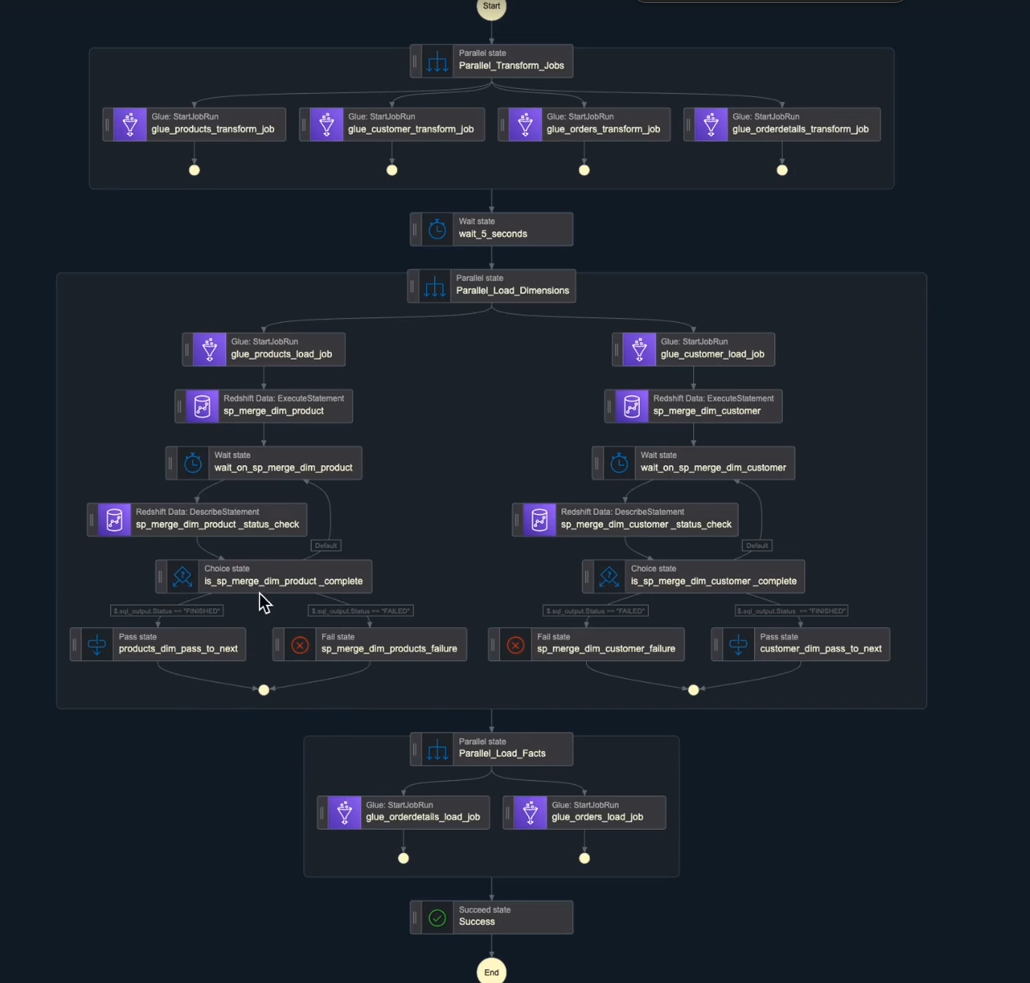 Start
Parallel state
Parallel_Transform_Jobs
Glue: StartJobRun
glue_products_transform_job
Glue: StartJobRun
glue_customer_transform_job
Glue: StartJobRun
glue_orders_transform_job
Glue: StartJobRun
glue_orderdetails_transform_job
Wait state
wait_5_seconds
Parallel state
Parallel_Load_Dimensions
Glue: StartJobRun
glue_products_load_job
Glue: StartJobRun
glue_customer_load_job
Redshift Data: ExecuteStatement
sp_merge_dim_product
Redshift Data: ExecuteStatement
sp_merge_dim_customer
Wait state
wait_on_sp_merge_dim_product
Wait state
wait_on_sp_merge_dim_customer
Redshift Data: DescribeStatement
sp_merge_dim_product _status_check
Redshift Data: DescribeStatement
sp_merge_dim_customer _status_check
Default
Default
Choice state
is_sp_merge_dim_product _complete
Choice state
is_sp_merge_dim_customer _complete
$.sql_output.Status == "FINISHED"
$.sql_output.Status == "FAILED"
$.sql_output.Status == "FAILED"
$.sql_output.Status == "FINISHED"
Pass state
products_dim_pass_to_next
Fail state
sp_merge_dim_products_failure
Fail state
sp_merge_dim_customer_failure
Pass state
customer_dim_pass_to_next
Parallel state
Parallel_Load_Facts
Glue: StartJobRun
glue_orderdetails_load_job
Glue: StartJobRun
glue_orders_load_job
Succeed state
Success
End